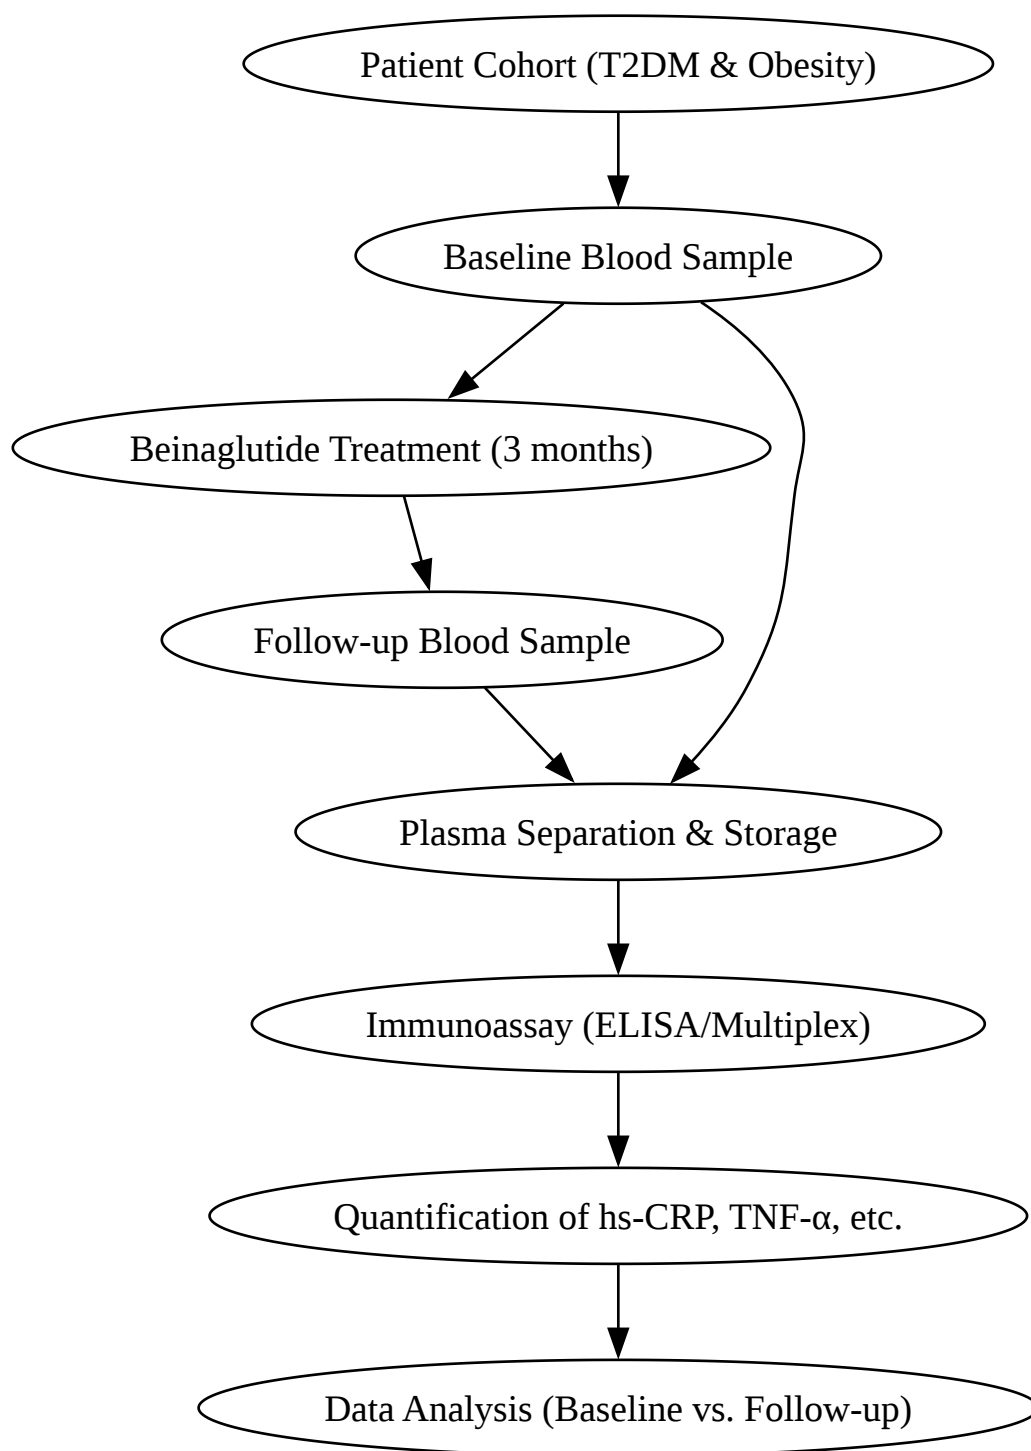 Patient Cohort (T2DM & Obesity)
Baseline Blood Sample
Beinaglutide Treatment (3 months)
Follow-up Blood Sample
Plasma Separation & Storage
Immunoassay (ELISA/Multiplex)
Quantification of hs-CRP, TNF-α, etc.
Data Analysis (Baseline vs. Follow-up)